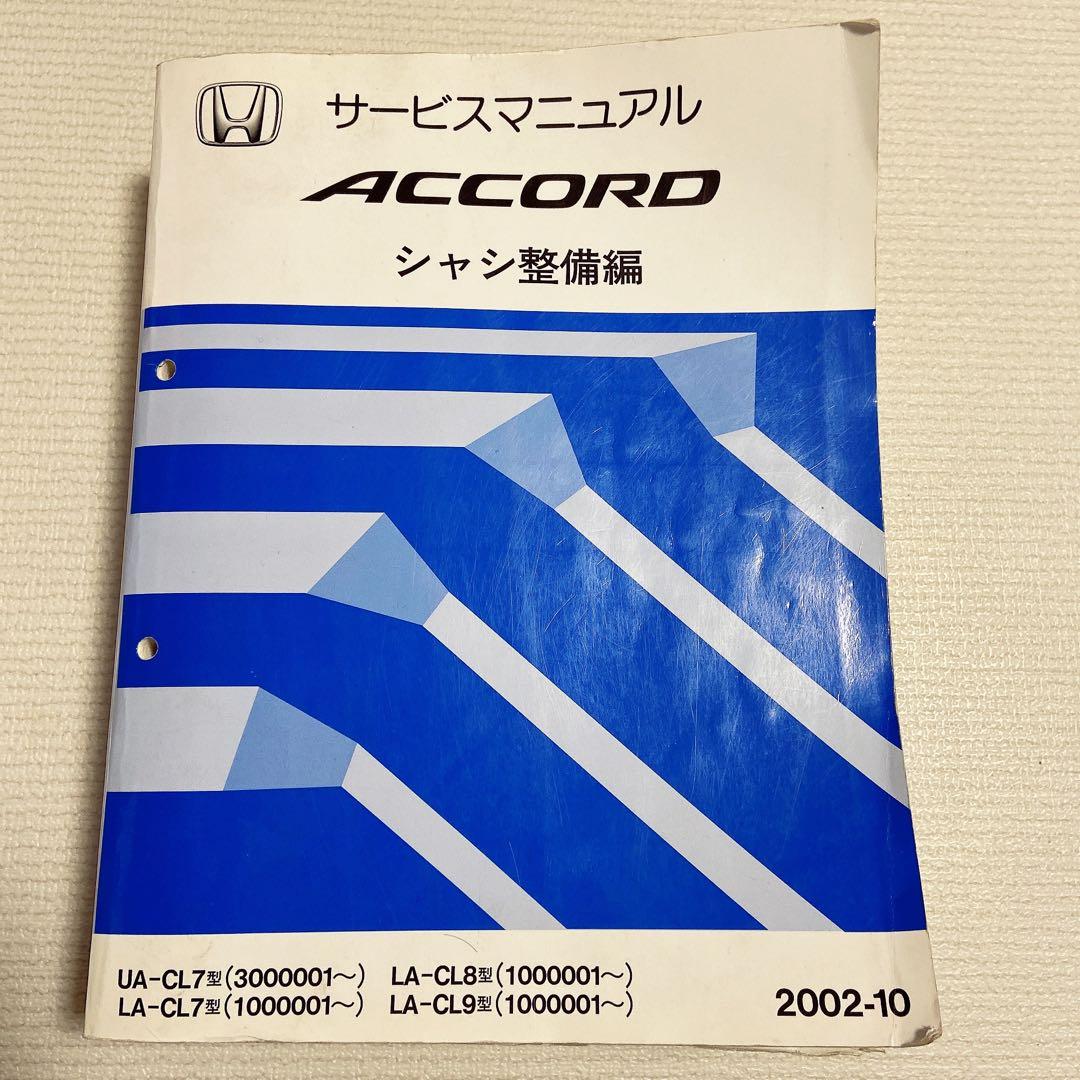 サービスマニュアル
ACCORD
シャシ整備編
UA-CL7型(3000001〜) LA-CL8型(1000001〜)
LA-CL7型(1000001〜) LA-CL9型(1000001〜)
2002-10